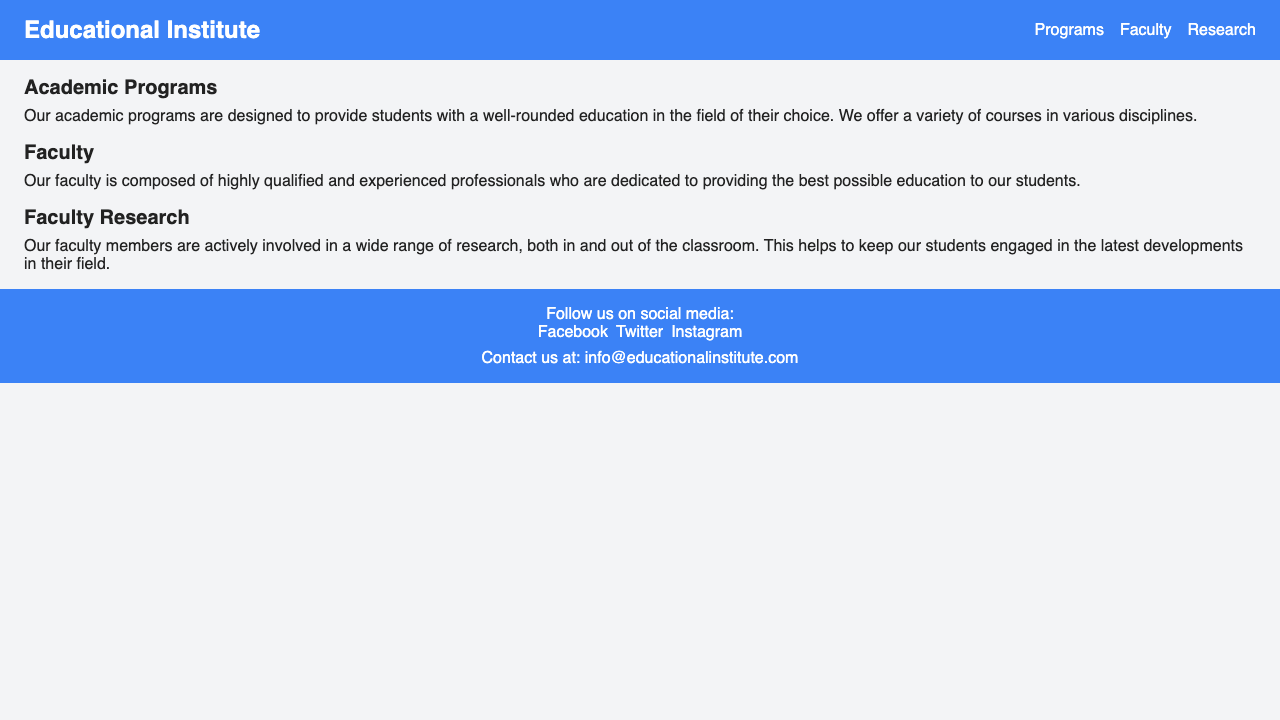 Educational Institute
Programs Faculty Research
Academic Programs
Our academic programs are designed to provide students with a well-rounded education in the field of their choice. We offer a variety of courses in various disciplines.
Faculty
Our faculty is composed of highly qualified and experienced professionals who are dedicated to providing the best possible education to our students.
Faculty Research
Our faculty members are actively involved in a wide range of research, both in and out of the classroom. This helps to keep our students engaged in the latest developments
in their field.
Follow us on social media:
Facebook Twitter Instagram
Contact us at: info@educationalinstitute.com